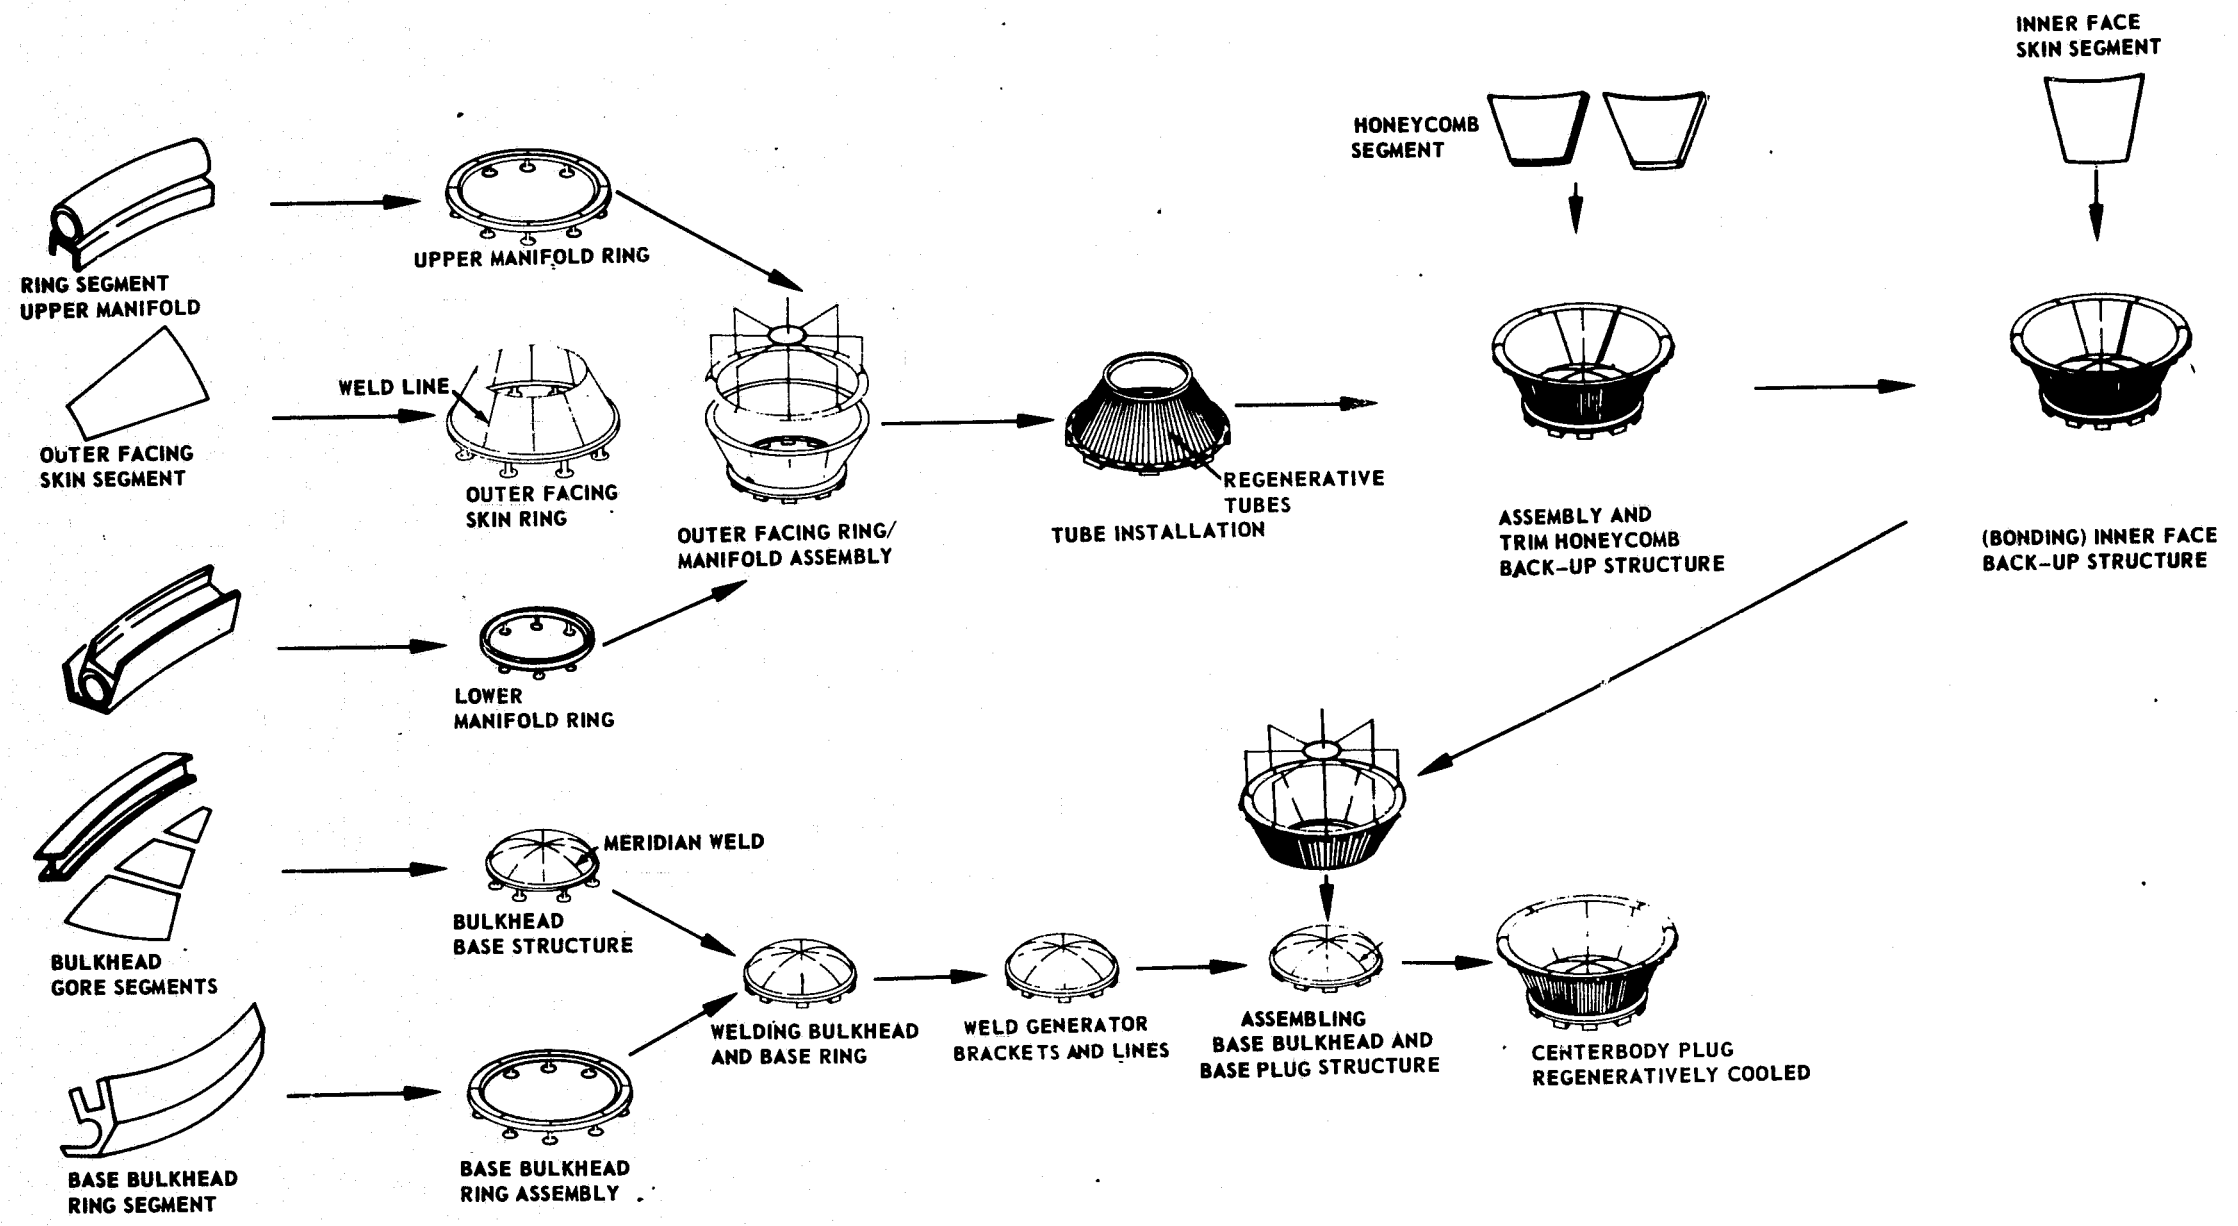 INNER FACE
SKIN SEGMENT
HONEYCOMB
SEGMENT
RING SEGMENT
UPPER MANIFOLD
UPPER MANIFOLD RING
WELD LINE
OUTER FACING
SKIN SEGMENT
OUTER FACING
SKIN RING
OUTER FACING RING/
MANIFOLD ASSEMBLY
REGENERATIVE
TUBES
TUBE INSTALLATION
ASSEMBLY AND
TRIM HONEYCOMB
BACK-UP STRUCTURE
(BONDING) INNER FACE
BACK-UP STRUCTURE
LOWER
MANIFOLD RING
MERIDIAN WELD
BULKHEAD
BASE STRUCTURE
BULKHEAD
GORE SEGMENTS
WELDING BULKHEAD
AND BASE RING
WELD GENERATOR
BRACKETS AND LINES
ASSEMBLING
BASE BULKHEAD AND
BASE PLUG STRUCTURE
CENTERBODY PLUG
REGENERATIVELY COOLED
BASE BULKHEAD
RING SEGMENT
BASE BULKHEAD
RING ASSEMBLY